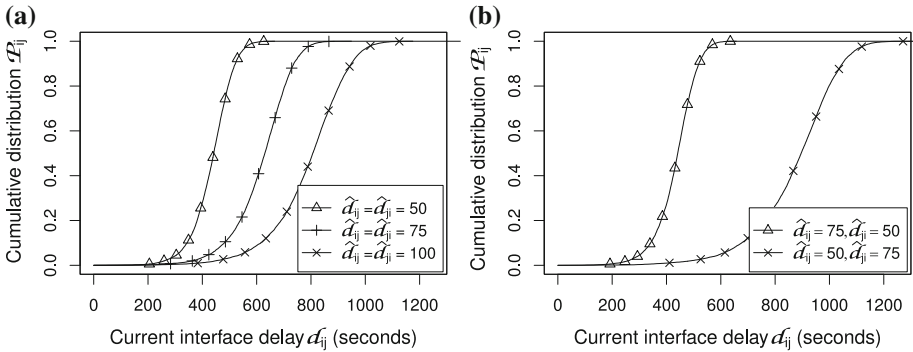 (a)
Cumulative distribution 𝒫ij
1.0
0.8
0.6
0.4
0.2
0.0
0 200 400 600 800 1000 1200
Current interface delay dij (seconds)
d̂ij = d̂ji = 50
d̂ij = d̂ji = 75
d̂ij = d̂ji = 100
(b)
Cumulative distribution 𝒫ij
1.0
0.8
0.6
0.4
0.2
0.0
0 200 400 600 800 1000 1200
Current interface delay dij (seconds)
d̂ij = 75, d̂ji = 50
d̂ij = 50, d̂ji = 75